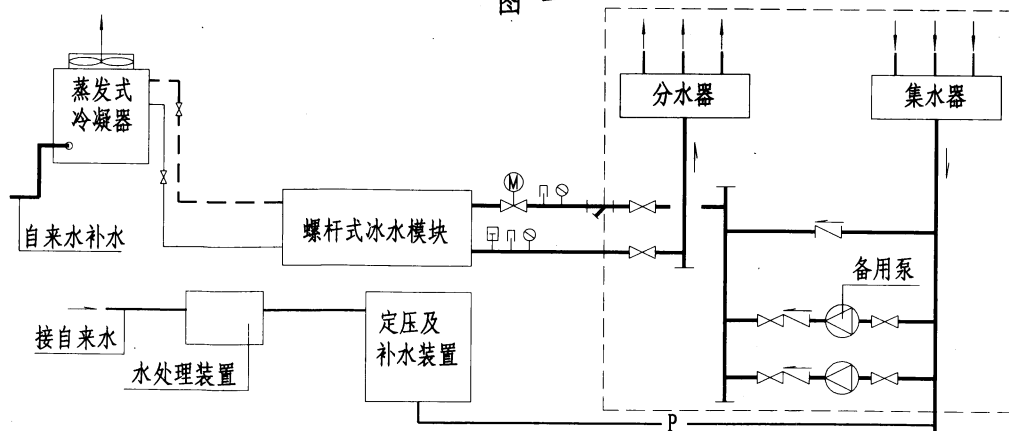 图
蒸发式
冷凝器
分水器
集水器
M
自来水补水
螺杆式冰水模块
备用泵
接自来水
水处理装置
定压及
补水装置
P